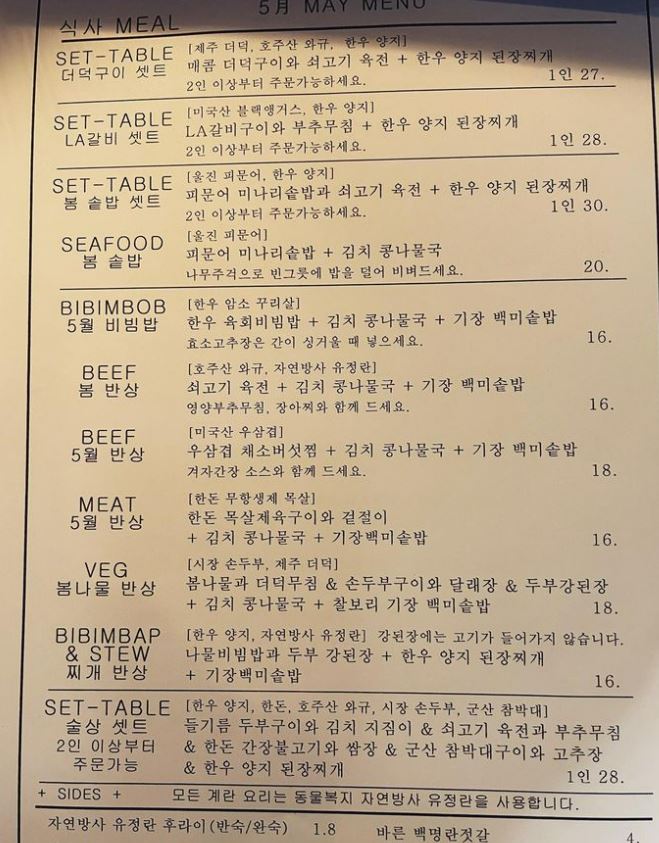 5月 MAY MENU
식사 MEAL
SET-TABLE
더덕구이 셋트
[제주 더덕, 호주산 와규, 한우 양지]
매콤 더덕구이와 쇠고기 육전 + 한우 양지 된장찌개
2인 이상부터 주문가능하세요.
1인 27.
SET-TABLE
LA갈비 셋트
[미국산 블랙앵거스, 한우 양지]
LA갈비구이와 부추무침 + 한우 양지 된장찌개
2인 이상부터 주문가능하세요.
1인 28.
SET-TABLE
봄 솥밥 셋트
[울진 피문어, 한우 양지]
피문어 미나리솥밥과 쇠고기 육전 + 한우 양지 된장찌개
2인 이상부터 주문가능하세요.
1인 30.
SEAFOOD
봄 솥밥
[울진 피문어]
피문어 미나리솥밥 + 김치 콩나물국
나무주걱으로 빈그릇에 밥을 덜어 비벼드세요.
20.
BIBIMBOB
5월 비빔밥
[한우 암소 꾸리살]
한우 육회비빔밥 + 김치 콩나물국 + 기장 백미솥밥
효소고추장은 간이 싱거울 때 넣으세요.
16.
BEEF
봄 반상
[호주산 와규, 자연방사 유정란]
쇠고기 육전 + 김치 콩나물국 + 기장 백미솥밥
영양부추무침, 장아찌와 함께 드세요.
16.
BEEF
5월 반상
[미국산 우삼겹]
우삼겹 채소버섯찜 + 김치 콩나물국 + 기장 백미솥밥
겨자간장 소스와 함께 드세요.
18.
MEAT
5월 반상
[한돈 무항생제 목살]
한돈 목살제육구이와 겉절이
+ 김치 콩나물국 + 기장백미솥밥
16.
VEG
봄나물 반상
[시장 손두부, 제주 더덕]
봄나물과 더덕무침 & 손두부구이와 달래장 & 두부강된장
+ 김치 콩나물국 + 찰보리 기장 백미솥밥
18.
BIBIMBAP
& STEW
찌개 반상
[한우 양지, 자연방사 유정란] 강된장에는 고기가 들어가지 않습니다.
나물비빔밥과 두부 강된장 + 한우 양지 된장찌개
+ 기장백미솥밥
16.
SET-TABLE
술상 셋트
2인 이상부터
주문가능
[한우 양지, 한돈, 호주산 와규, 시장 손두부, 군산 참박대]
들기름 두부구이와 김치 지짐이 & 쇠고기 육전과 부추무침
& 한돈 간장불고기와 쌈장 & 군산 참박대구이와 고추장
& 한우 양지 된장찌개
1인 28.
+ SIDES + 모든 계란 요리는 동물복지 자연방사 유정란을 사용합니다.
자연방사 유정란 후라이(반숙/완숙) 1.8
바른 백명란젓갈 4.